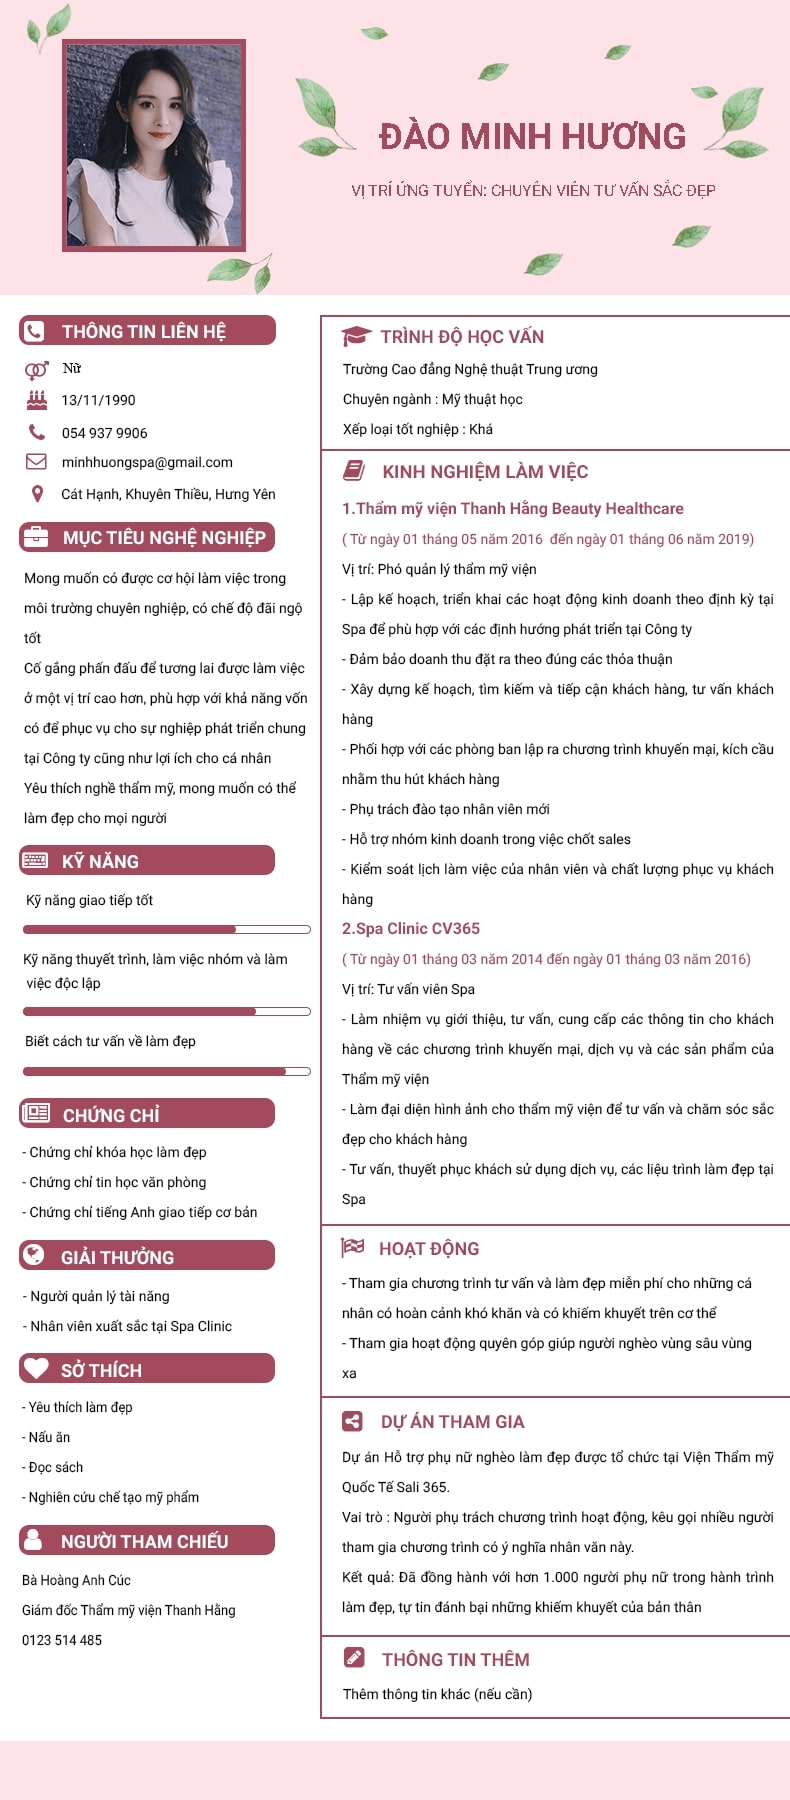 ĐÀO MINH HƯƠNG
VỊ TRÍ ỨNG TUYỂN: CHUYÊN VIÊN TƯ VẤN SẮC ĐẸP
THÔNG TIN LIÊN HỆ
Nữ
13/11/1990
054 937 9906
minhhuongspa@gmail.com
Cát Hạnh, Khuyên Thiều, Hưng Yên
MỤC TIÊU NGHỀ NGHIỆP
Mong muốn có được cơ hội làm việc trong
môi trường chuyên nghiệp, có chế độ đãi ngộ
tốt
Cố gắng phấn đấu để tương lai được làm việc
ở một vị trí cao hơn, phù hợp với khả năng vốn
có để phục vụ cho sự nghiệp phát triển chung
tại Công ty cũng như lợi ích cho cá nhân
Yêu thích nghề thẩm mỹ, mong muốn có thể
làm đẹp cho mọi người
KỸ NĂNG
Kỹ năng giao tiếp tốt
Kỹ năng thuyết trình, làm việc nhóm và làm
việc độc lập
Biết cách tư vấn về làm đẹp
CHỨNG CHỈ
- Chứng chỉ khóa học làm đẹp
- Chứng chỉ tin học văn phòng
- Chứng chỉ tiếng Anh giao tiếp cơ bản
GIẢI THƯỞNG
- Người quản lý tài năng
- Nhân viên xuất sắc tại Spa Clinic
SỞ THÍCH
- Yêu thích làm đẹp
- Nấu ăn
- Đọc sách
- Nghiên cứu chế tạo mỹ phẩm
NGƯỜI THAM CHIẾU
Bà Hoàng Anh Cúc
Giám đốc Thẩm mỹ viện Thanh Hằng
0123 514 485
TRÌNH ĐỘ HỌC VẤN
Trường Cao đẳng Nghệ thuật Trung ương
Chuyên ngành : Mỹ thuật học
Xếp loại tốt nghiệp : Khá
KINH NGHIỆM LÀM VIỆC
1.Thẩm mỹ viện Thanh Hằng Beauty Healthcare
( Từ ngày 01 tháng 05 năm 2016 đến ngày 01 tháng 06 năm 2019)
Vị trí: Phó quản lý thẩm mỹ viện
- Lập kế hoạch, triển khai các hoạt động kinh doanh theo định kỳ tại
Spa để phù hợp với các định hướng phát triển tại Công ty
- Đảm bảo doanh thu đặt ra theo đúng các thỏa thuận
- Xây dựng kế hoạch, tìm kiếm và tiếp cận khách hàng, tư vấn khách
hàng
- Phối hợp với các phòng ban lập ra chương trình khuyến mại, kích cầu
nhằm thu hút khách hàng
- Phụ trách đào tạo nhân viên mới
- Hỗ trợ nhóm kinh doanh trong việc chốt sales
- Kiểm soát lịch làm việc của nhân viên và chất lượng phục vụ khách
hàng
2.Spa Clinic CV365
( Từ ngày 01 tháng 03 năm 2014 đến ngày 01 tháng 03 năm 2016)
Vị trí: Tư vấn viên Spa
- Làm nhiệm vụ giới thiệu, tư vấn, cung cấp các thông tin cho khách
hàng về các chương trình khuyến mại, dịch vụ và các sản phẩm của
Thẩm mỹ viện
- Làm đại diện hình ảnh cho thẩm mỹ viện để tư vấn và chăm sóc sắc
đẹp cho khách hàng
- Tư vấn, thuyết phục khách sử dụng dịch vụ, các liệu trình làm đẹp tại
Spa
HOẠT ĐỘNG
- Tham gia chương trình tư vấn và làm đẹp miễn phí cho những cá
nhân có hoàn cảnh khó khăn và có khiếm khuyết trên cơ thể
- Tham gia hoạt động quyên góp giúp người nghèo vùng sâu vùng
xa
DỰ ÁN THAM GIA
Dự án Hỗ trợ phụ nữ nghèo làm đẹp được tổ chức tại Viện Thẩm mỹ
Quốc Tế Sali 365.
Vai trò : Người phụ trách chương trình hoạt động, kêu gọi nhiều người
tham gia chương trình có ý nghĩa nhân văn này.
Kết quả: Đã đồng hành với hơn 1.000 người phụ nữ trong hành trình
làm đẹp, tự tin đánh bại những khiếm khuyết của bản thân
THÔNG TIN THÊM
Thêm thông tin khác (nếu cần)